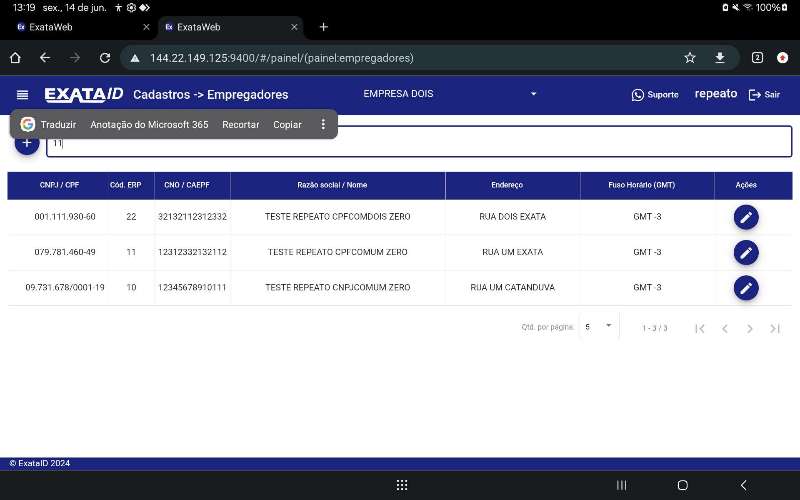 13:19 sex., 14 de jun. 100%
ExataWeb ExataWeb
144.22.149.125:9400/#/painel/(painel:empregadores) 2
EXATAID Cadastros -> Empregadores EMPRESA DOIS Suporte repeato Sair
Traduzir Anotação do Microsoft 365 Recortar Copiar
11
CNPJ / CPF Cód. ERP CNO / CAEPF Razão social / Nome Endereço Fuso Horário (GMT) Ações
001.111.930-60 22 32132112312332 TESTE REPEATO CPFCOMDOIS ZERO RUA DOIS EXATA GMT -3
079.781.460-49 11 12312332132112 TESTE REPEATO CPFCOMUM ZERO RUA UM EXATA GMT -3
09.731.678/0001-19 10 12345678910111 TESTE REPEATO CNPJCOMUM ZERO RUA UM CATANDUVA GMT -3
Qtd. por página: 5 1 - 3 / 3
© ExataID 2024